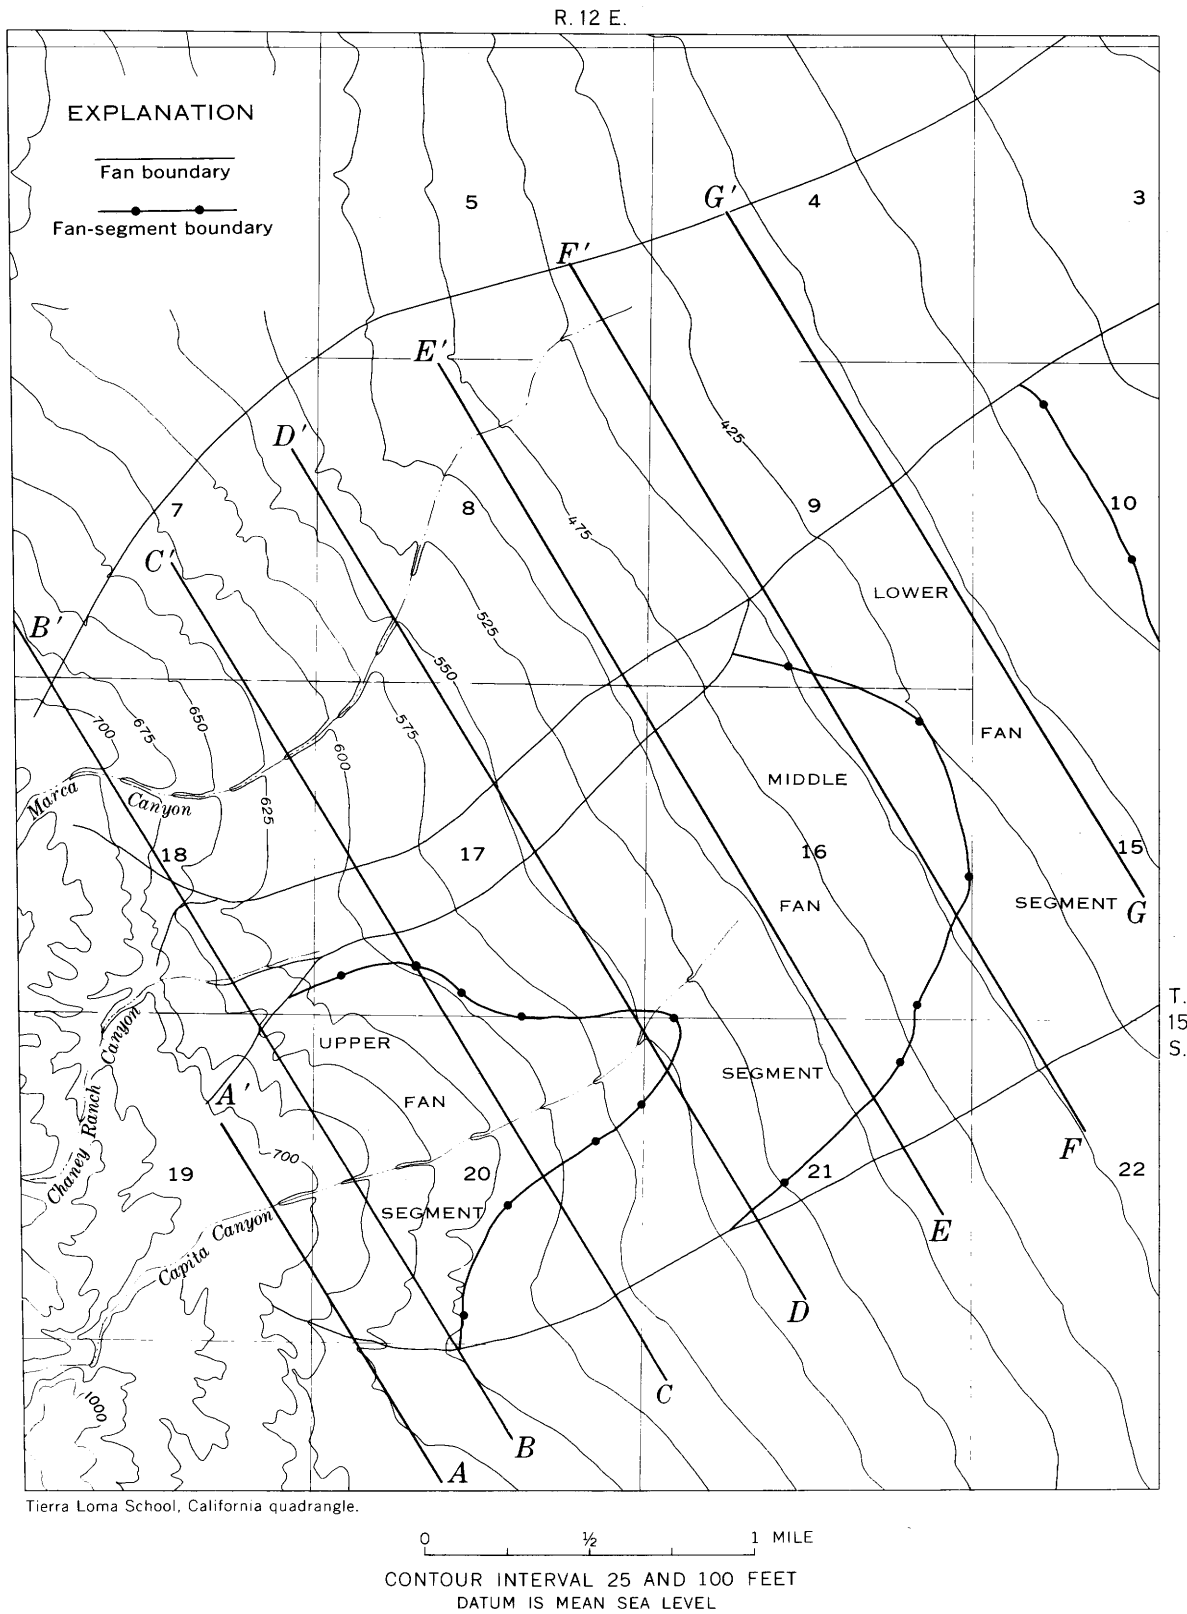 R. 12 E.
EXPLANATION
Fan boundary
Fan-segment boundary
5
4
3
G'
F'
E'
D'
425
7
8
9
10
475
C'
B'
LOWER
525
550
700
675
650
575
600
625
FAN
MIDDLE
Marca Canyon
18
17
16
15
FAN
SEGMENT
G
T.
15
S.
UPPER
SEGMENT
Chaney Ranch Canyon
A'
FAN
700
19
20
21
22
F
SEGMENT
Capita Canyon
E
D
C
1000
B
A
Tierra Loma School, California quadrangle.
0 ½ 1 MILE
CONTOUR INTERVAL 25 AND 100 FEET
DATUM IS MEAN SEA LEVEL